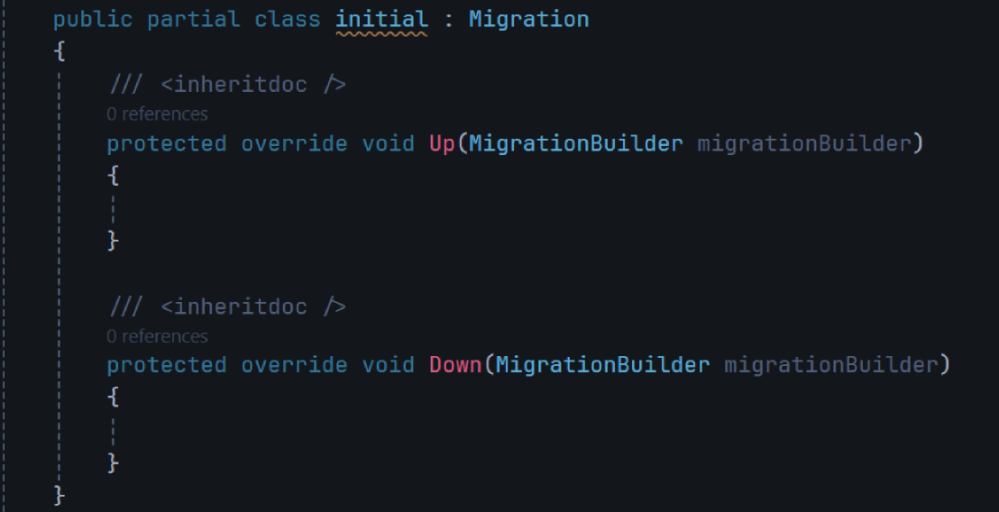 public partial class initial : Migration
{
/// <inheritdoc />
0 references
protected override void Up(MigrationBuilder migrationBuilder)
{
}
/// <inheritdoc />
0 references
protected override void Down(MigrationBuilder migrationBuilder)
{
}
}